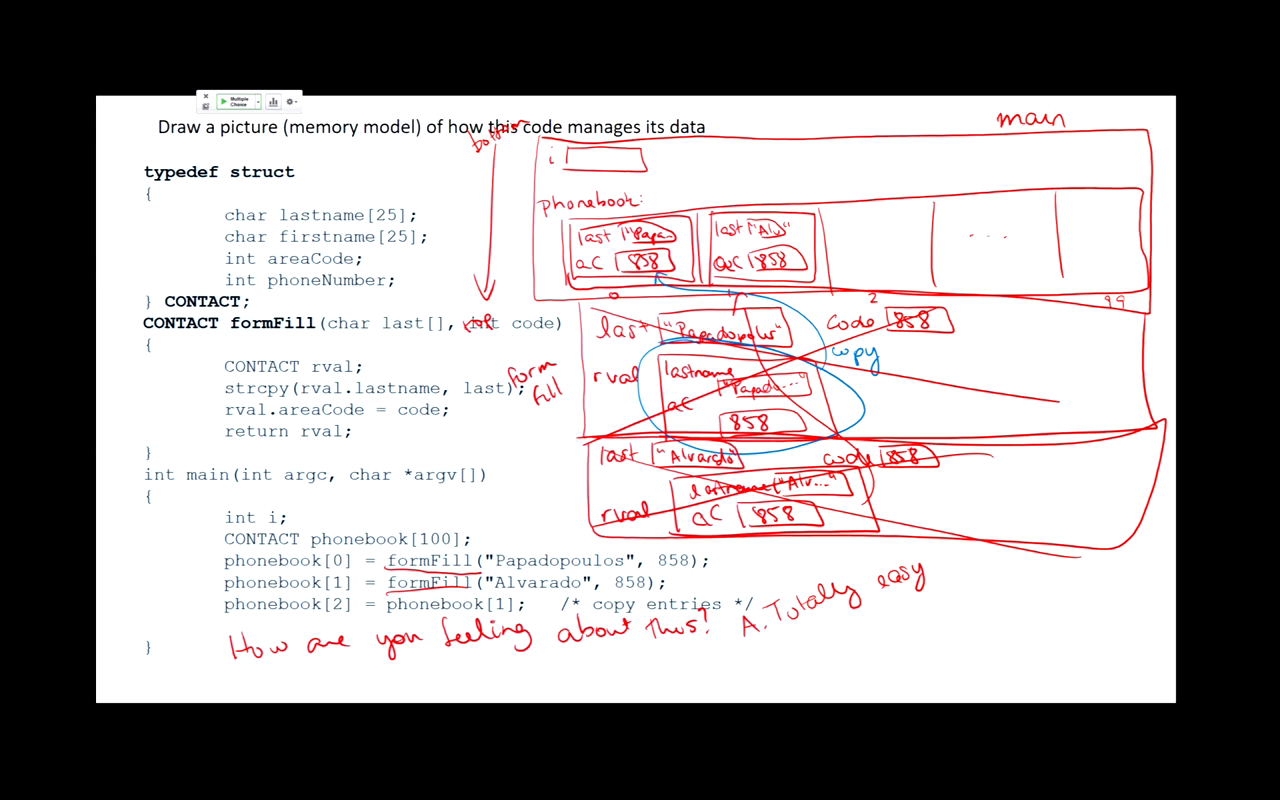 Multiple Choice
Draw a picture (memory model) of how this code manages its data
bottom
main
typedef struct
{
char lastname[25];
char firstname[25];
int areaCode;
int phoneNumber;
} CONTACT;
CONTACT formFill(char last[], int code)
{
CONTACT rval;
strcpy(rval.lastname, last);
rval.areaCode = code;
return rval;
}
int main(int argc, char *argv[])
{
int i;
CONTACT phonebook[100];
phonebook[0] = formFill("Papadopoulos", 858);
phonebook[1] = formFill("Alvarado", 858);
phonebook[2] = phonebook[1]; /* copy entries */
}
top
i
phonebook:
last "Papa
last "Alv"
aC 858
aC 858
....
0
1
2
99
form
fill
last "Papadopolus"
code 858
copy
rval
lastname "Papad....."
aC 858
last "Alvarado"
code 858
rval
lastname "Alv..."
aC 858
How are you feeling about this? A. Totally easy